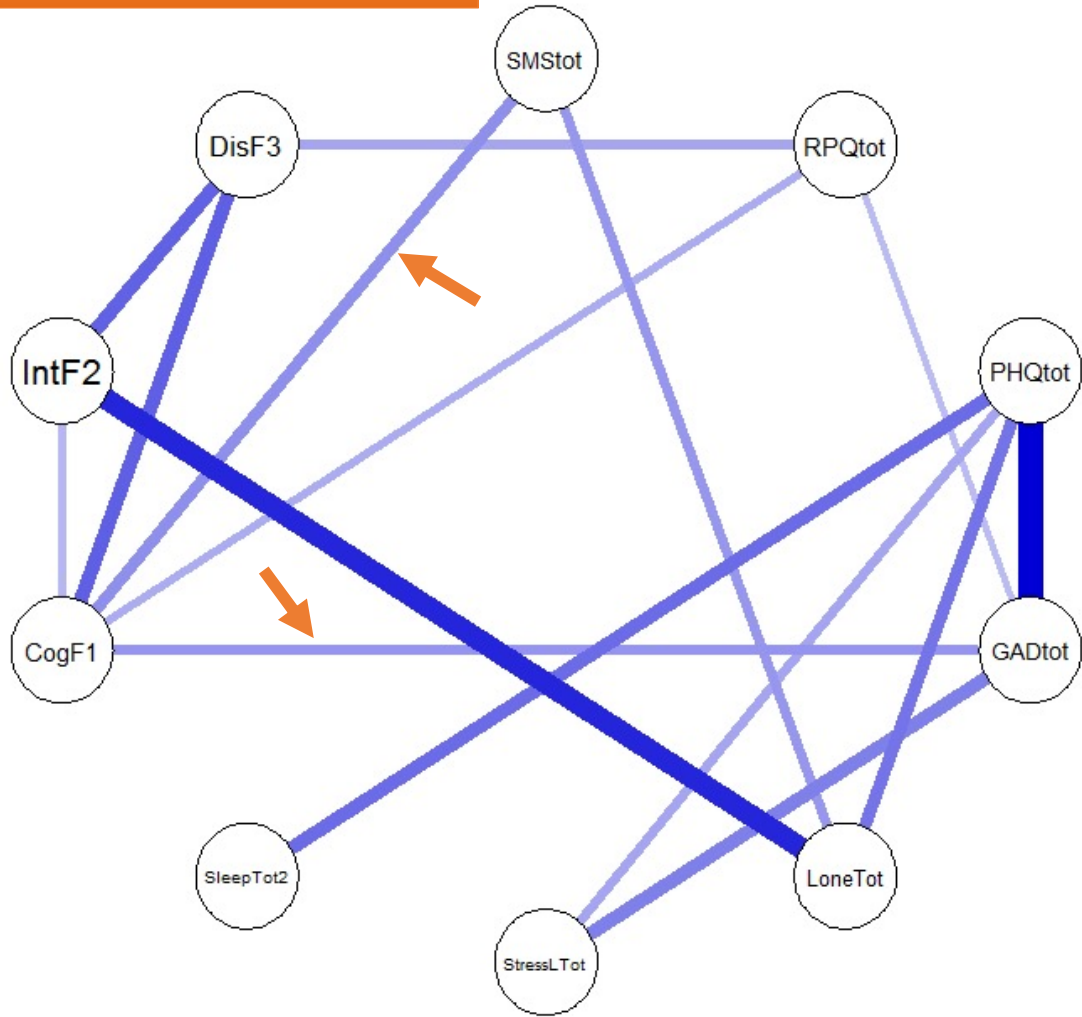 SMStot
DisF3
RPQtot
IntF2
PHQtot
CogF1
GADtot
SleepTot2
LoneTot
StressLTot